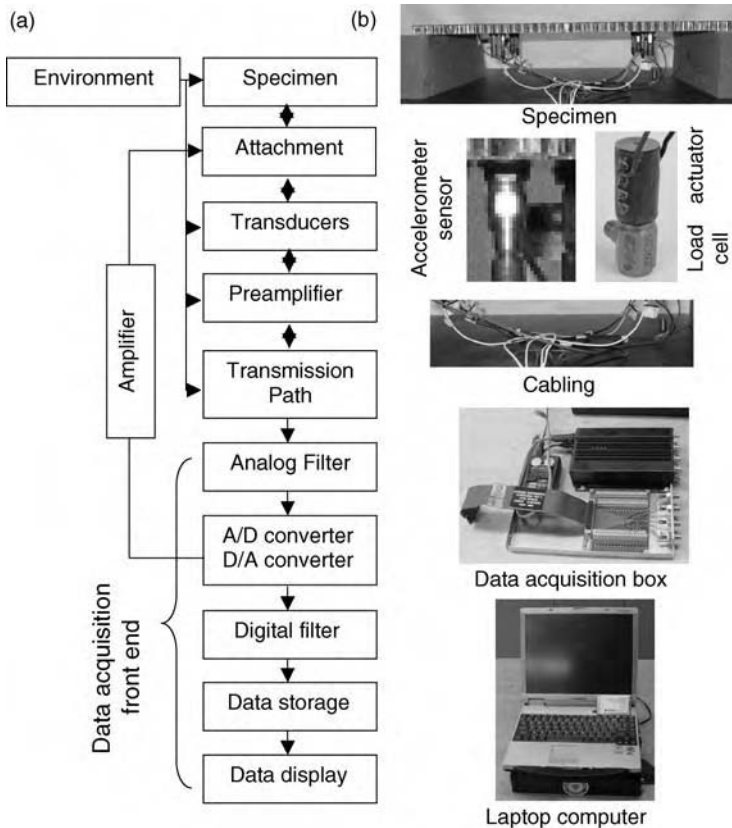 (a)
Environment
Specimen
Attachment
Transducers
Preamplifier
Amplifier
Transmission
Path
Analog Filter
A/D converter
D/A converter
Digital filter
Data storage
Data display
Data acquisition
front end
(b)
Specimen
Accelerometer
sensor
Load actuator
cell
Cabling
Data acquisition box
Laptop computer